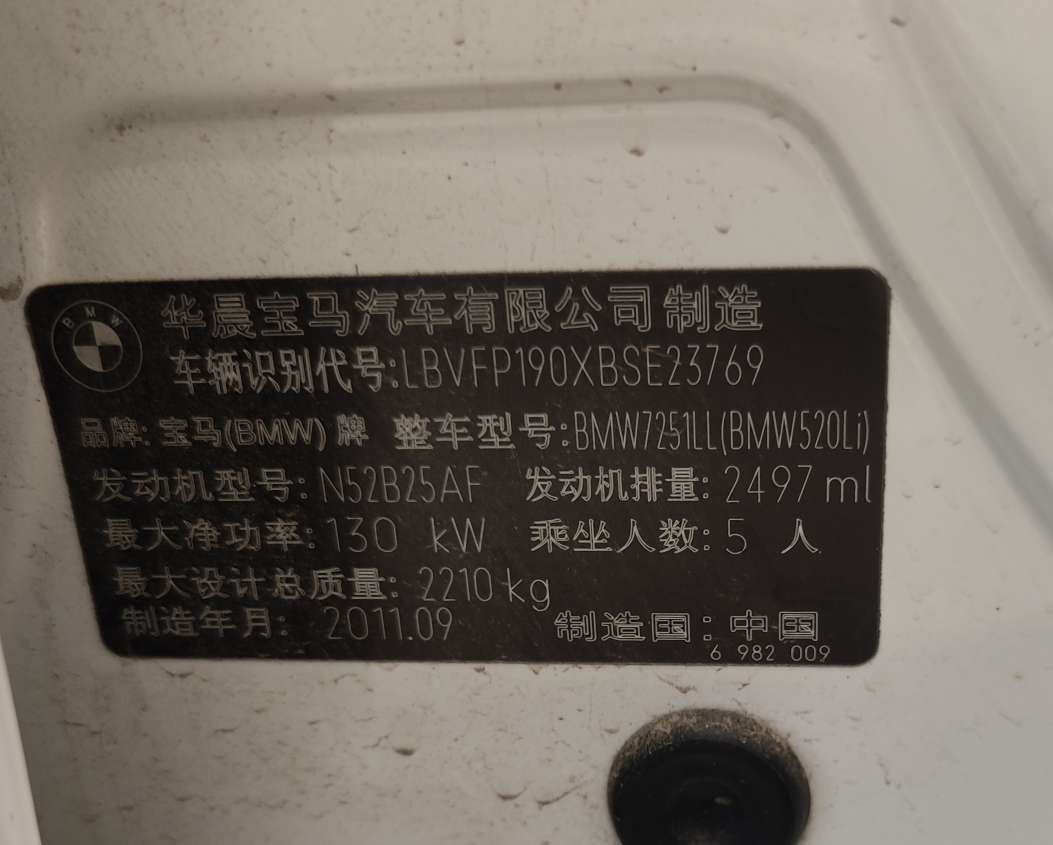 BMW
华晨宝马汽车有限公司 制造
车辆识别代号:LBVFP190XBSE23769
品牌: 宝马(BMW) 牌 整车型号:BMW7251LL(BMW520Li)
发动机型号: N52B25AF 发动机排量: 2497 ml
最大净功率: 130 kW 乘坐人数: 5 人
最大设计总质量: 2210 kg
制造年月: 2011.09 制造国: 中国
6 982 009